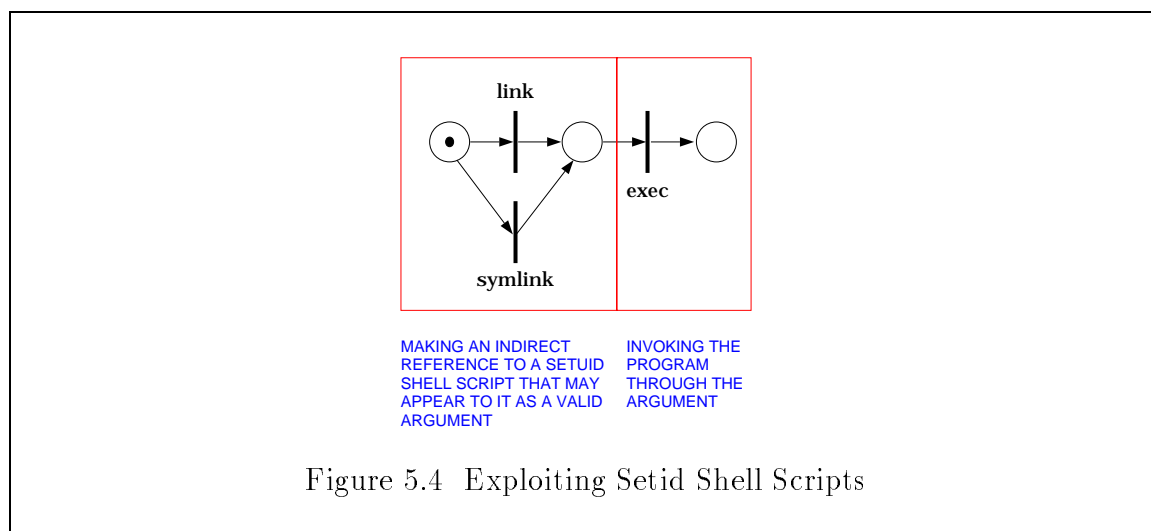 link
exec
symlink
MAKING AN INDIRECT
REFERENCE TO A SETUID
SHELL SCRIPT THAT MAY
APPEAR TO IT AS A VALID
ARGUMENT
INVOKING THE
PROGRAM
THROUGH THE
ARGUMENT
Figure 5.4 Exploiting Setid Shell Scripts